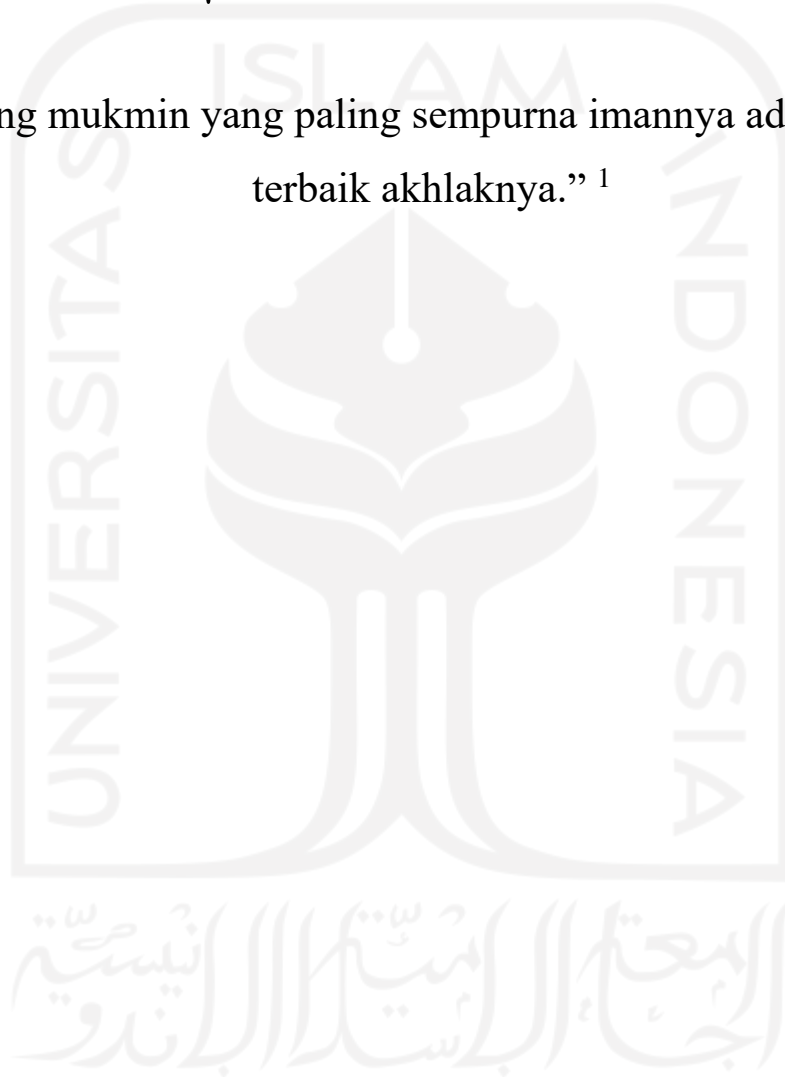 ng mukmin yang paling sempurna imannya ad
terbaik akhlaknya.” 1
ISLAM
UNIVERSITAS
INDONESIA